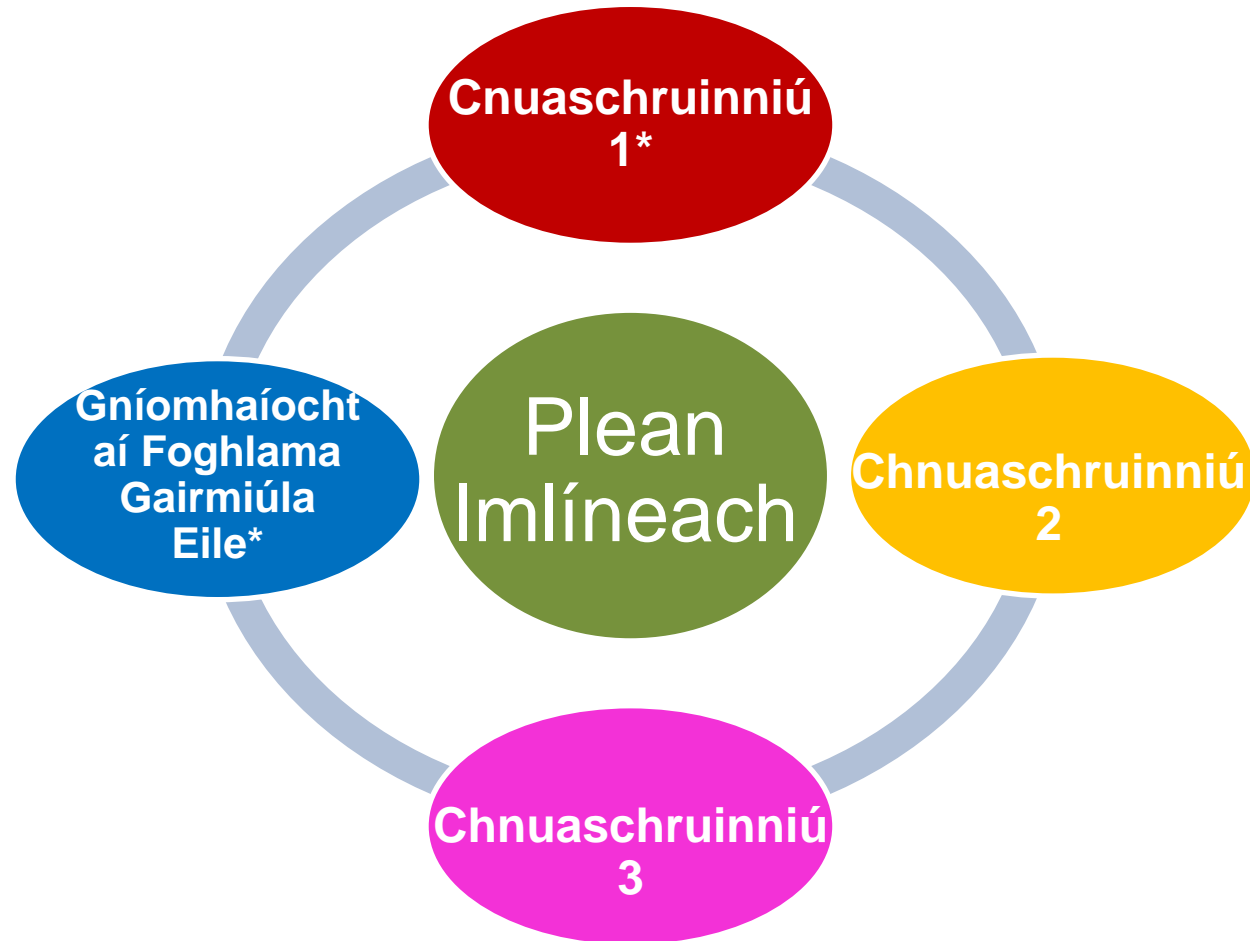 Cnuaschruinniú
1*
Gníomhaíocht
aí Foghlama
Gairmiúla
Eile*
Plean
Imlíneach
Chnuaschruinniú
2
Chnuaschruinniú
3